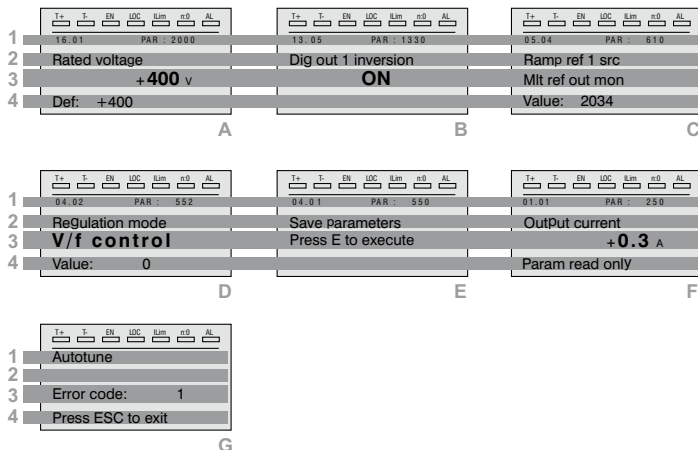 T+ T- EN LOC ILim n:0 AL
1 16.01 PAR : 2000
2 Rated voltage
3 +400 V
4 Def: +400
A
T+ T- EN LOC ILim n:0 AL
13.05 PAR : 1330
Dig out 1 inversion
ON
B
T+ T- EN LOC ILim n:0 AL
05.04 PAR : 610
Ramp ref 1 src
Mlt ref out mon
Value: 2034
C
T+ T- EN LOC ILim n:0 AL
1 04.02 PAR : 552
2 Regulation mode
3 V/f control
4 Value: 0
D
T+ T- EN LOC ILim n:0 AL
04.01 PAR : 550
Save parameters
Press E to execute
E
T+ T- EN LOC ILim n:0 AL
01.01 PAR : 250
Output current
+0.3 A
Param read only
F
T+ T- EN LOC ILim n:0 AL
1 Autotune
2
3 Error code: 1
4 Press ESC to exit
G